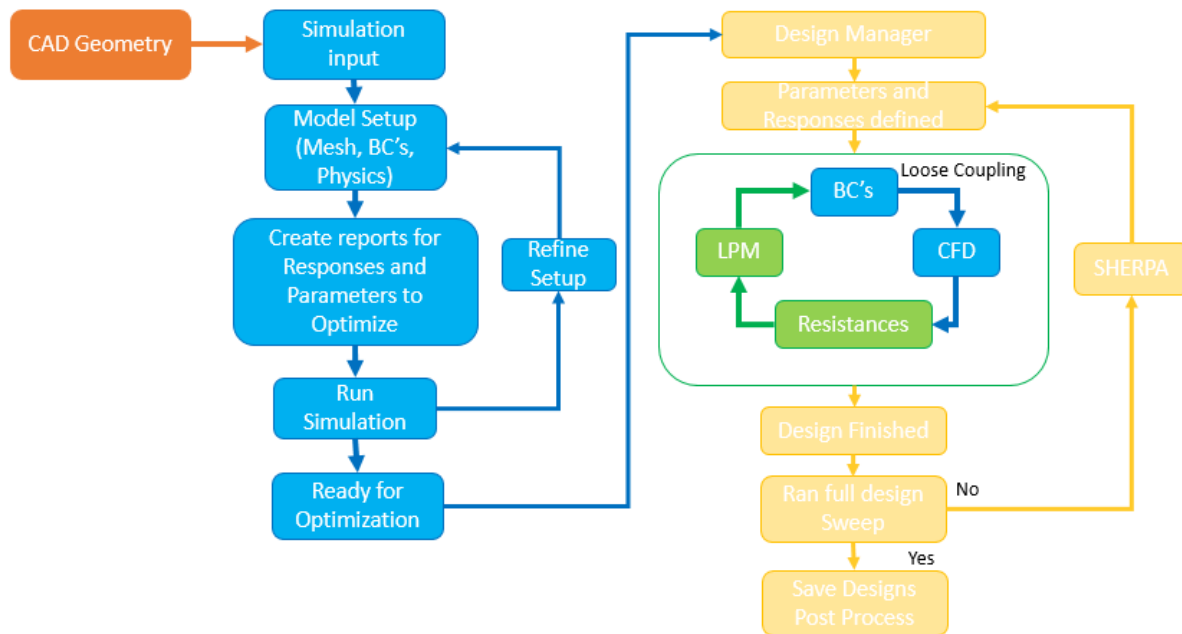 CAD Geometry
Simulation
input
Model Setup
(Mesh, BC's,
Physics)
Create reports for
Responses and
Parameters to
Optimize
Refine
Setup
Run
Simulation
Ready for
Optimization
Design Manager
Parameters and
Responses defined
Loose Coupling
BC's
LPM
CFD
Resistances
SHERPA
Design Finished
Ran full design
Sweep
No
Yes
Save Designs
Post Process